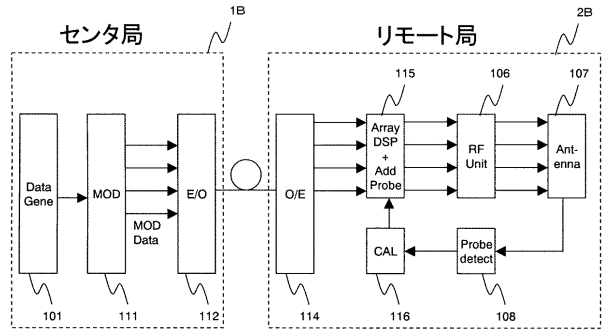 センタ局
1B
リモート局
2B
115
106
107
Data
Gene
MOD
MOD
Data
E/O
O/E
Array
DSP
+
Add
Probe
RF
Unit
Ant-
enna
CAL
Probe
detect
101
111
112
114
116
108